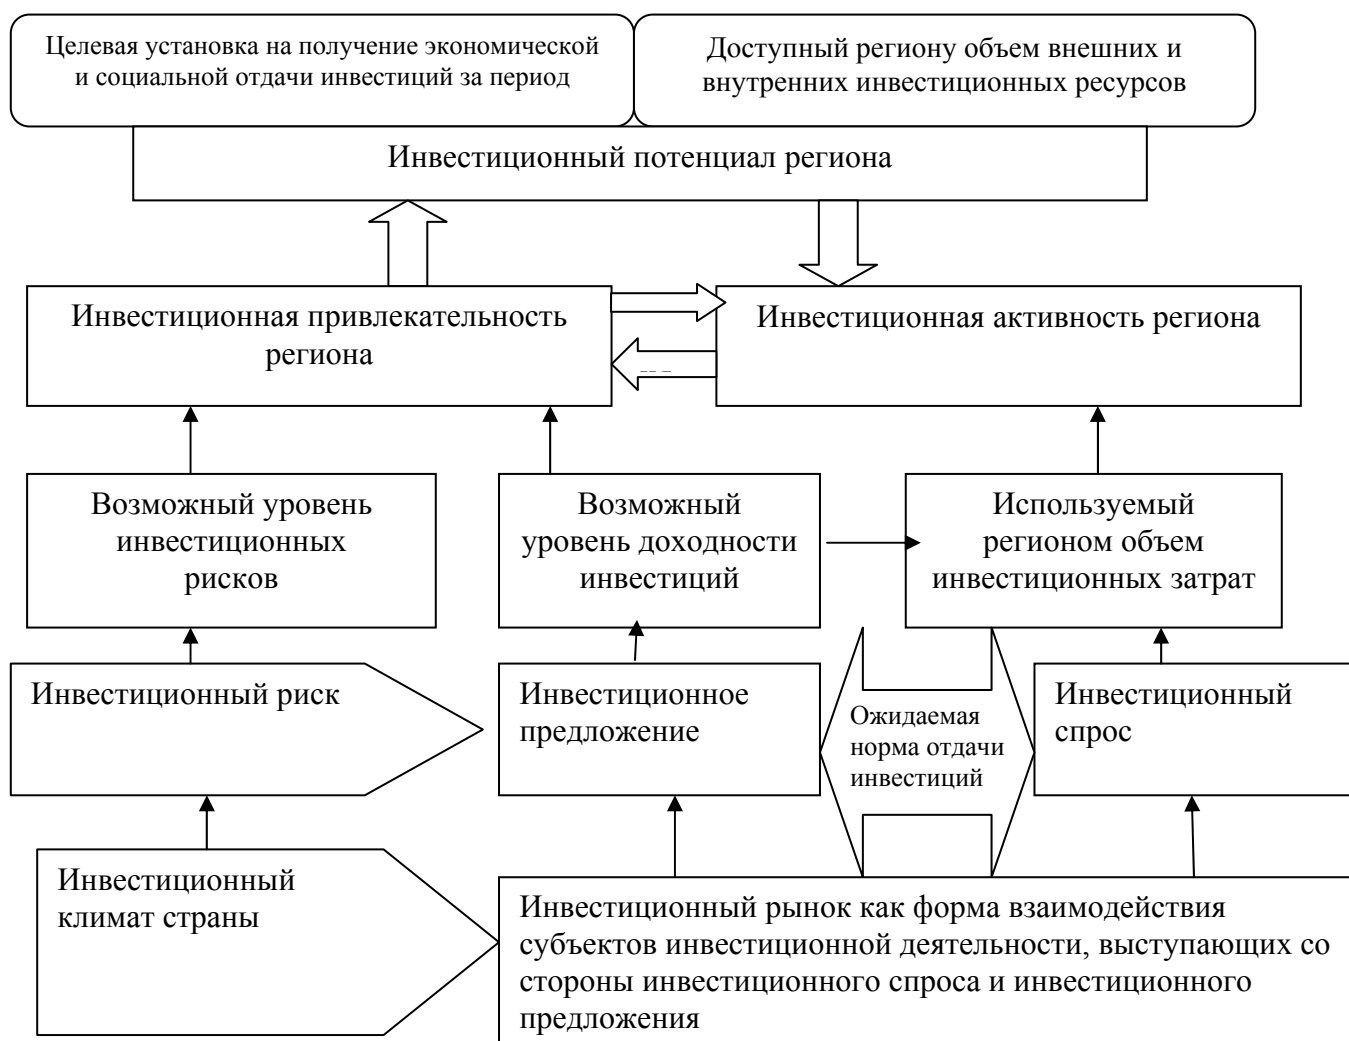 Целевая установка на получение экономической
и социальной отдачи инвестиций за период
Доступный региону объем внешних и
внутренних инвестиционных ресурсов
Инвестиционный потенциал региона
Инвестиционная привлекательность
региона
Инвестиционная активность региона
Возможный уровень
инвестиционных
рисков
Возможный
уровень доходности
инвестиций
Используемый
регионом объем
инвестиционных затрат
Инвестиционный риск
Инвестиционное
предложение
Ожидаемая
норма отдачи
инвестиций
Инвестиционный
спрос
Инвестиционный
климат страны
Инвестиционный рынок как форма взаимодействия
субъектов инвестиционной деятельности, выступающих со
стороны инвестиционного спроса и инвестиционного
предложения